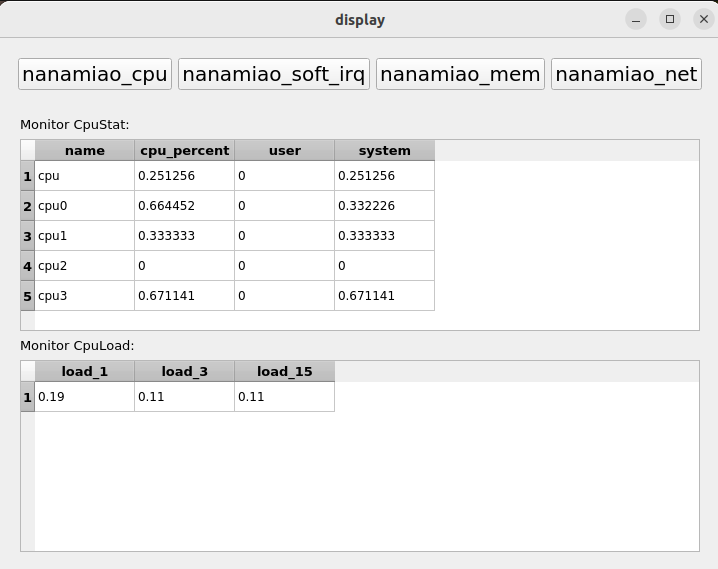 display
nanamiao_cpu nanamiao_soft_irq nanamiao_mem nanamiao_net
Monitor CpuStat:
name cpu_percent user system
1 cpu 0.251256 0 0.251256
2 cpu0 0.664452 0 0.332226
3 cpu1 0.333333 0 0.333333
4 cpu2 0 0 0
5 cpu3 0.671141 0 0.671141
Monitor CpuLoad:
load_1 load_3 load_15
1 0.19 0.11 0.11